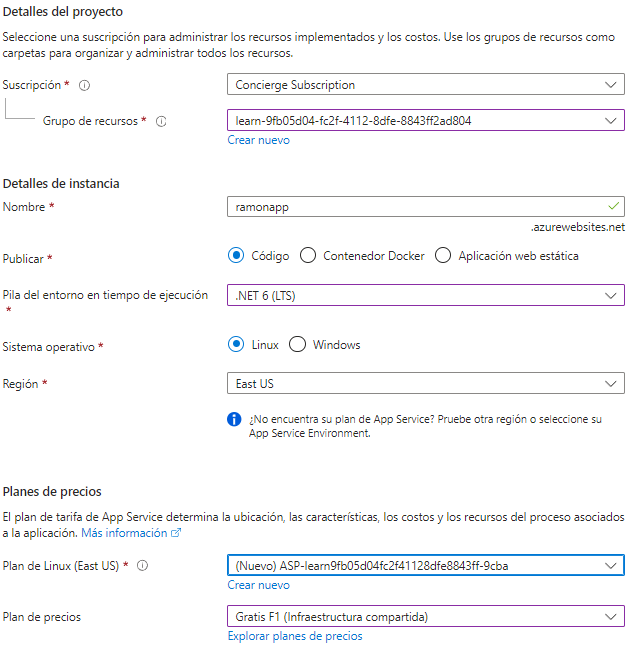 Detalles del proyecto
Seleccione una suscripción para administrar los recursos implementados y los costos. Use los grupos de recursos como
carpetas para organizar y administrar todos los recursos.
Suscripción *
Concierge Subscription
Grupo de recursos *
learn-9fb05d04-fc2f-4112-8dfe-8843ff2ad804
Crear nuevo
Detalles de instancia
Nombre *
ramonapp
.azurewebsites.net
Publicar *
Código Contenedor Docker Aplicación web estática
Pila del entorno en tiempo de ejecución
*
.NET 6 (LTS)
Sistema operativo *
Linux Windows
Región *
East US
¿No encuentra su plan de App Service? Pruebe otra región o seleccione su
App Service Environment.
Planes de precios
El plan de tarifa de App Service determina la ubicación, las características, los costos y los recursos del proceso asociados
a la aplicación. Más información
Plan de Linux (East US) *
(Nuevo) ASP-learn9fb05d04fc2f41128dfe8843ff-9cba
Crear nuevo
Plan de precios
Gratis F1 (Infraestructura compartida)
Explorar planes de precios